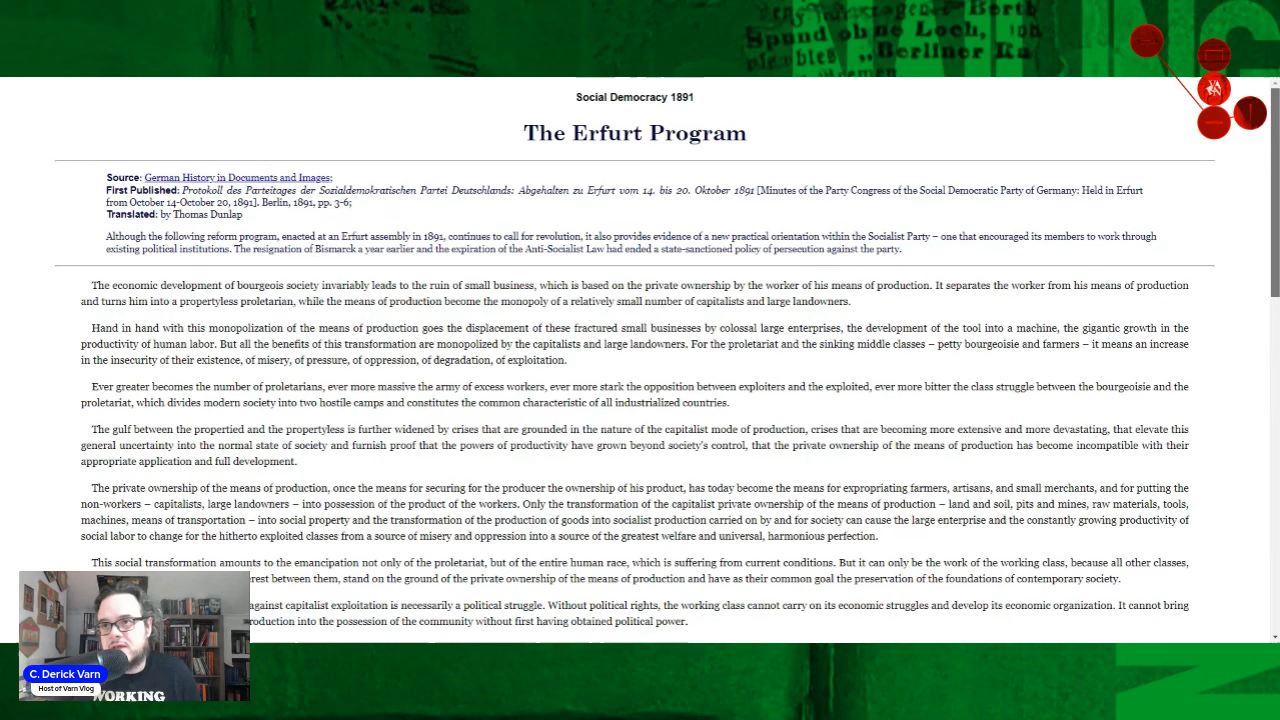 Berth
Spund ohne Loch,
Berliner
Social Democracy 1891
The Erfurt Program
Source: German History in Documents and Images;
First Published: Protokoll des Parteitages der Sozialdemokratischen Partei Deutschlands: Abgehalten zu Erfurt vom 14. bis 20. Oktober 1891 [Minutes of the Party Congress of the Social Democratic Party of Germany: Held in Erfurt
from October 14-October 20, 1891]. Berlin, 1891, pp. 3-6;
Translated: by Thomas Dunlap
Although the following reform program, enacted at an Erfurt assembly in 1891, continues to call for revolution, it also provides evidence of a new practical orientation within the Socialist Party – one that encouraged its members to work through
existing political institutions. The resignation of Bismarck a year earlier and the expiration of the Anti-Socialist Law had ended a state-sanctioned policy of persecution against the party.
The economic development of bourgeois society invariably leads to the ruin of small business, which is based on the private ownership by the worker of his means of production. It separates the worker from his means of production
and turns him into a propertyless proletarian, while the means of production become the monopoly of a relatively small number of capitalists and large landowners.
Hand in hand with this monopolization of the means of production goes the displacement of these fractured small businesses by colossal large enterprises, the development of the tool into a machine, the gigantic growth in the
productivity of human labor. But all the benefits of this transformation are monopolized by the capitalists and large landowners. For the proletariat and the sinking middle classes – petty bourgeoisie and farmers – it means an increase
in the insecurity of their existence, of misery, of pressure, of oppression, of degradation, of exploitation.
Ever greater becomes the number of proletarians, ever more massive the army of excess workers, ever more stark the opposition between exploiters and the exploited, ever more bitter the class struggle between the bourgeoisie and the
proletariat, which divides modern society into two hostile camps and constitutes the common characteristic of all industrialized countries.
The gulf between the propertied and the propertyless is further widened by crises that are grounded in the nature of the capitalist mode of production, crises that are becoming more extensive and more devastating, that elevate this
general uncertainty into the normal state of society and furnish proof that the powers of productivity have grown beyond society's control, that the private ownership of the means of production has become incompatible with their
appropriate application and full development.
The private ownership of the means of production, once the means for securing for the producer the ownership of his product, has today become the means for expropriating farmers, artisans, and small merchants, and for putting the
non-workers – capitalists, large landowners – into possession of the product of the workers. Only the transformation of the capitalist private ownership of the means of production – land and soil, pits and mines, raw materials, tools,
machines, means of transportation – into social property and the transformation of the production of goods into socialist production carried on by and for society can cause the large enterprise and the constantly growing productivity of
social labor to change for the hitherto exploited classes from a source of misery and oppression into a source of the greatest welfare and universal, harmonious perfection.
This social transformation amounts to the emancipation not only of the proletariat, but of the entire human race, which is suffering from current conditions. But it can only be the work of the working class, because all other classes,
between them, stand on the ground of the private ownership of the means of production and have as their common goal the preservation of the foundations of contemporary society.
against capitalist exploitation is necessarily a political struggle. Without political rights, the working class cannot carry on its economic struggles and develop its economic organization. It cannot bring
into the possession of the community without first having obtained political power.
C. Derick Varn
Host of Varn Vlog
WORKING